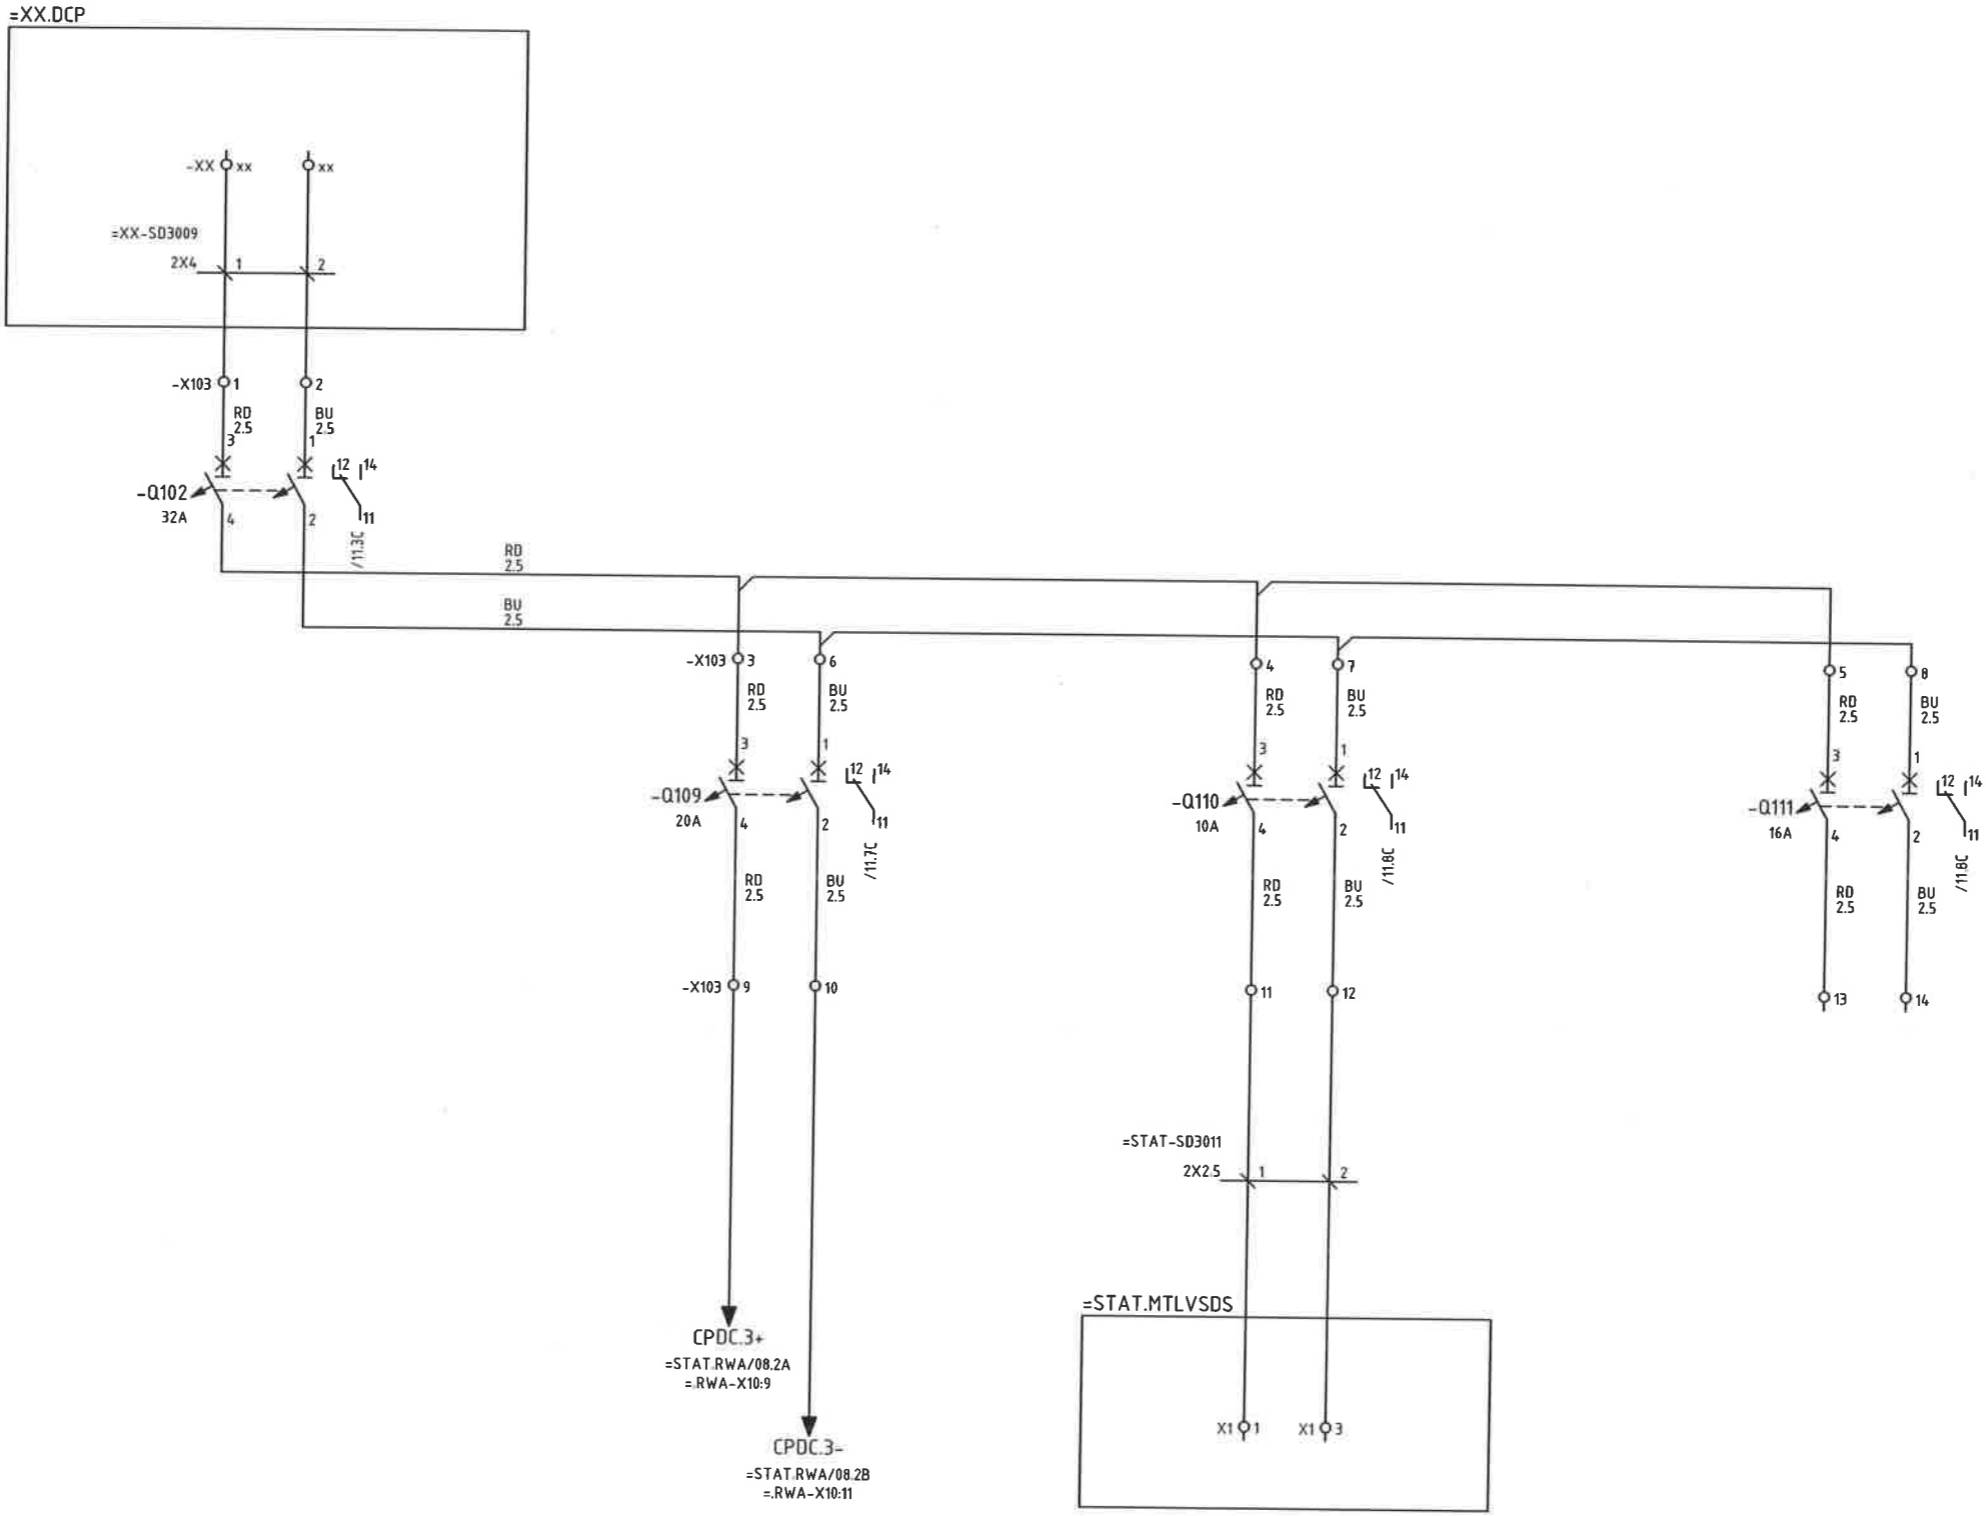 =XX.DCP
-XX xx xx
=XX-SD3009
2X4 1 2
-X103 1 2
RD BU
2.5 2.5
3 1
12 14
-Q102
32A 4 2 11
/11.3C
RD
2.5
BU
2.5
-X103 3 6 4 7 5 8
RD BU RD BU RD BU
2.5 2.5 2.5 2.5 2.5 2.5
3 1 3 1 3 1
12 14 12 14 12 14
-Q109 -Q110 -Q111
20A 4 2 11 10A 4 2 11 16A 4 2 11
/11.7C /11.8C /11.8C
RD BU RD BU RD BU
2.5 2.5 2.5 2.5 2.5 2.5
-X103 9 10 11 12 13 14
=STAT-SD3011
2X2.5 1 2
=STAT.MTLVSDS
CPDC.3+
=STAT.RWA/08.2A
=.RWA-X10:9
X1 1 X1 3
CPDC.3-
=STAT.RWA/08.2B
=.RWA-X10:11